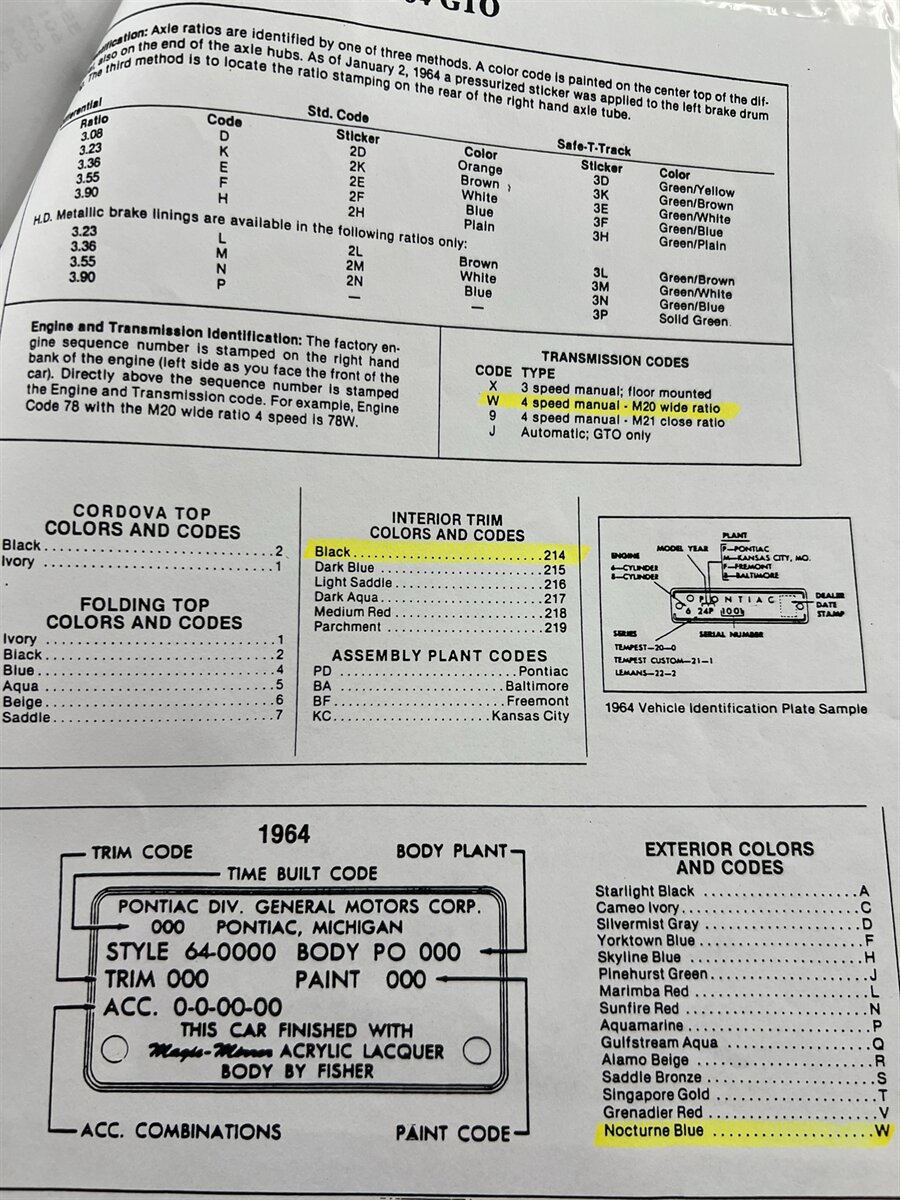 GTO
ification: Axle ratios are identified by one of three methods. A color code is painted on the center top of the dif-
also on the end of the axle hubs. As of January 2, 1964 a pressurized sticker was applied to the left brake drum
The third method is to locate the ratio stamping on the rear of the right hand axle tube.
Std. Code Safe-T-Track
Ratio Code Sticker Color Sticker Color
3.08 D 2D Orange 3D Green/Yellow
3.23 K 2K Brown 3K Green/Brown
3.36 E 2E White 3E Green/White
3.55 F 2F Blue 3F Green/Blue
3.90 H 2H Plain 3H Green/Plain
H.D. Metallic brake linings are available in the following ratios only:
3.23 L 2L Brown 3L Green/Brown
3.36 M 2M White 3M Green/White
3.55 N 2N Blue 3N Green/Blue
3.90 P — — 3P Solid Green.
Engine and Transmission Identification: The factory en-
gine sequence number is stamped on the right hand
bank of the engine (left side as you face the front of the
car). Directly above the sequence number is stamped
the Engine and Transmission code. For example, Engine
Code 78 with the M20 wide ratio 4 speed is 78W.
TRANSMISSION CODES
CODE TYPE
X 3 speed manual; floor mounted
W 4 speed manual - M20 wide ratio
9 4 speed manual - M21 close ratio
J Automatic; GTO only
CORDOVA TOP
COLORS AND CODES
Black 2
Ivory 1
FOLDING TOP
COLORS AND CODES
Ivory 1
Black 2
Blue 4
Aqua 5
Beige 6
Saddle 7
INTERIOR TRIM
COLORS AND CODES
Black 214
Dark Blue 215
Light Saddle 216
Dark Aqua 217
Medium Red 218
Parchment 219
ASSEMBLY PLANT CODES
PD Pontiac
BA Baltimore
BF Freemont
KC Kansas City
PLANT
MODEL YEAR
P—PONTIAC
M—KANSAS CITY, MO.
F—FREMONT
B—BALTIMORE
ENGINE
6—CYLINDER
8—CYLINDER
PONTIAC
6 24P 1001
DEALER
DATE
STAMP
SERIES
SERIAL NUMBER
TEMPEST—20—0
TEMPEST CUSTOM—21—1
LEMANS—22—2
1964 Vehicle Identification Plate Sample
1964
TRIM CODE BODY PLANT
TIME BUILT CODE
PONTIAC DIV. GENERAL MOTORS CORP.
000 PONTIAC, MICHIGAN
STYLE 64-0000 BODY PO 000
TRIM 000 PAINT 000
ACC. 0-0-00-00
THIS CAR FINISHED WITH
Magic-Mirror ACRYLIC LACQUER
BODY BY FISHER
ACC. COMBINATIONS PAINT CODE
EXTERIOR COLORS
AND CODES
Starlight Black A
Cameo Ivory C
Silvermist Gray D
Yorktown Blue F
Skyline Blue H
Pinehurst Green J
Marimba Red L
Sunfire Red N
Aquamarine P
Gulfstream Aqua Q
Alamo Beige R
Saddle Bronze S
Singapore Gold T
Grenadier Red V
Nocturne Blue W